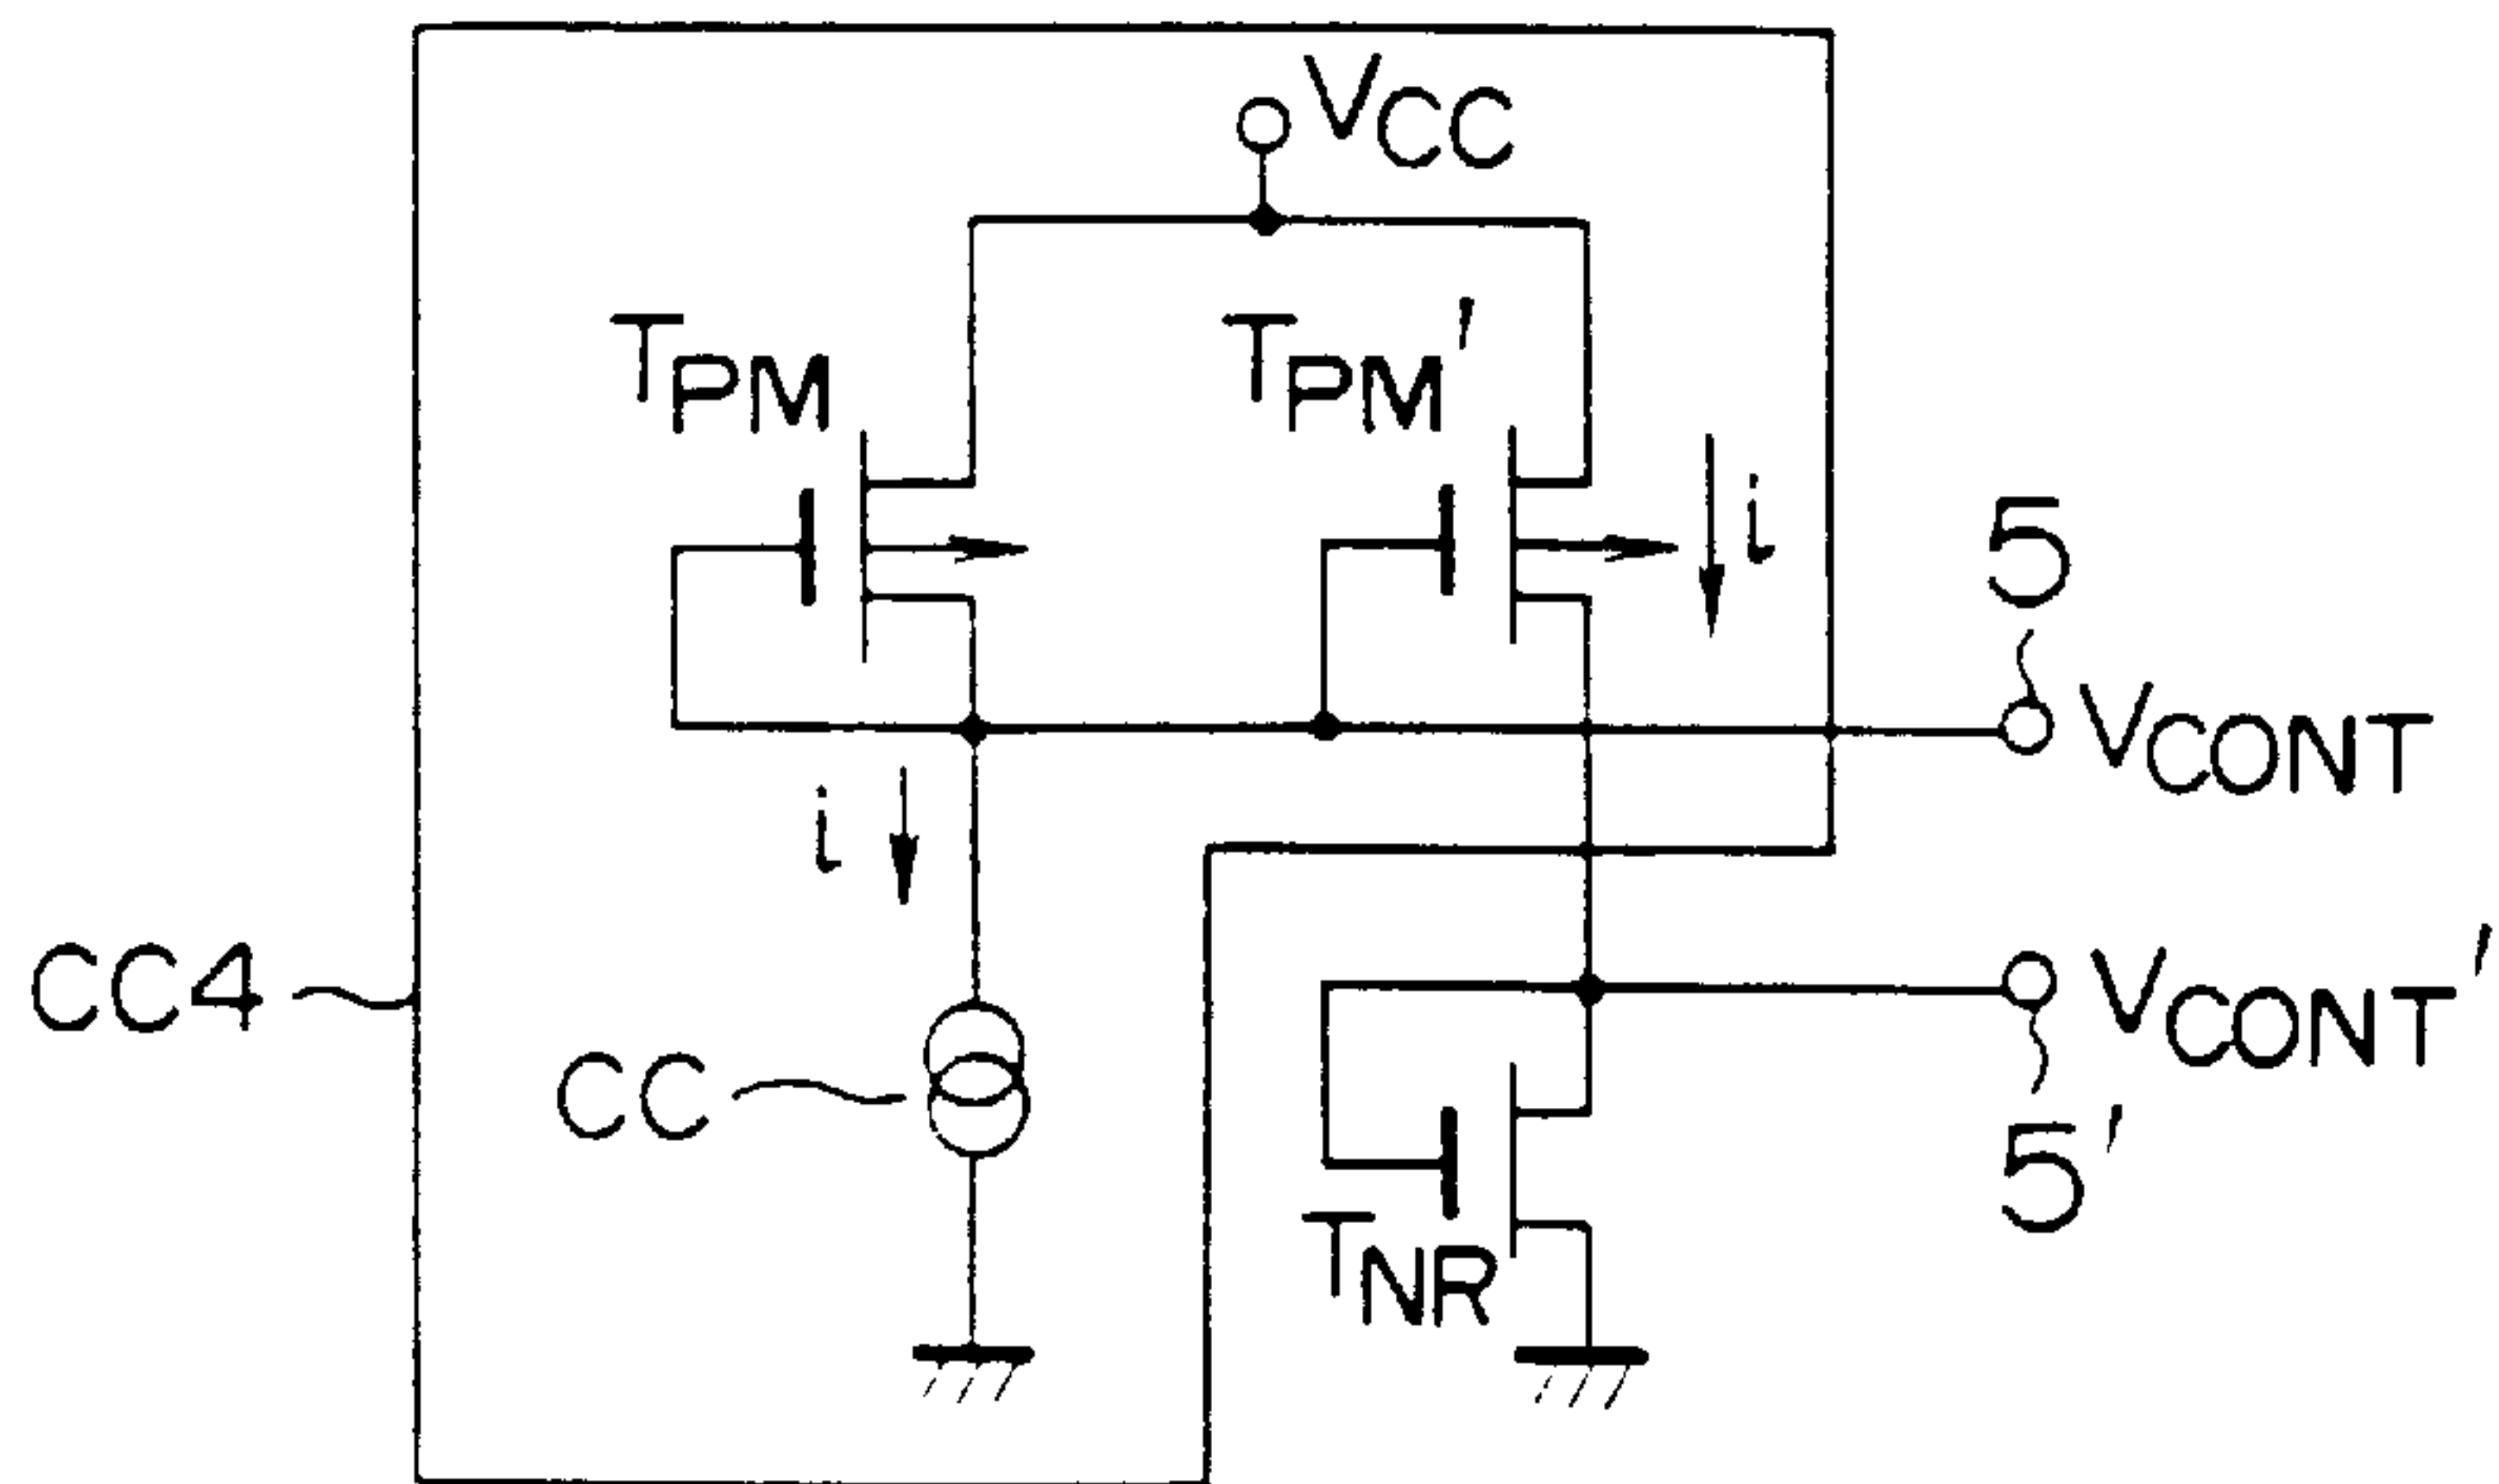 VCC
TPM
TPM'
i
5
VCONT
i
CC4
CC
VCONT'
5'
TNR